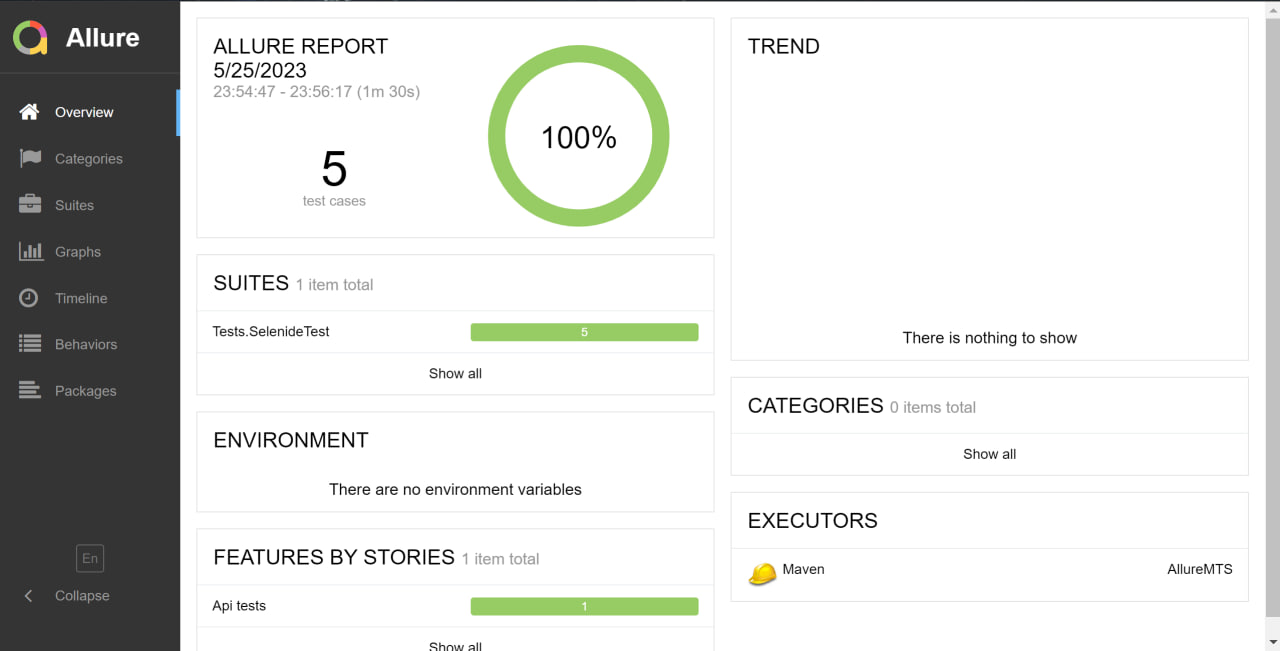 Allure
Overview
Categories
Suites
Graphs
Timeline
Behaviors
Packages
En
Collapse
ALLURE REPORT
5/25/2023
23:54:47 - 23:56:17 (1m 30s)
5
test cases
100%
SUITES 1 item total
Tests.SelenideTest 5
Show all
ENVIRONMENT
There are no environment variables
FEATURES BY STORIES 1 item total
Api tests 1
Show all
TREND
There is nothing to show
CATEGORIES 0 items total
Show all
EXECUTORS
Maven AllureMTS